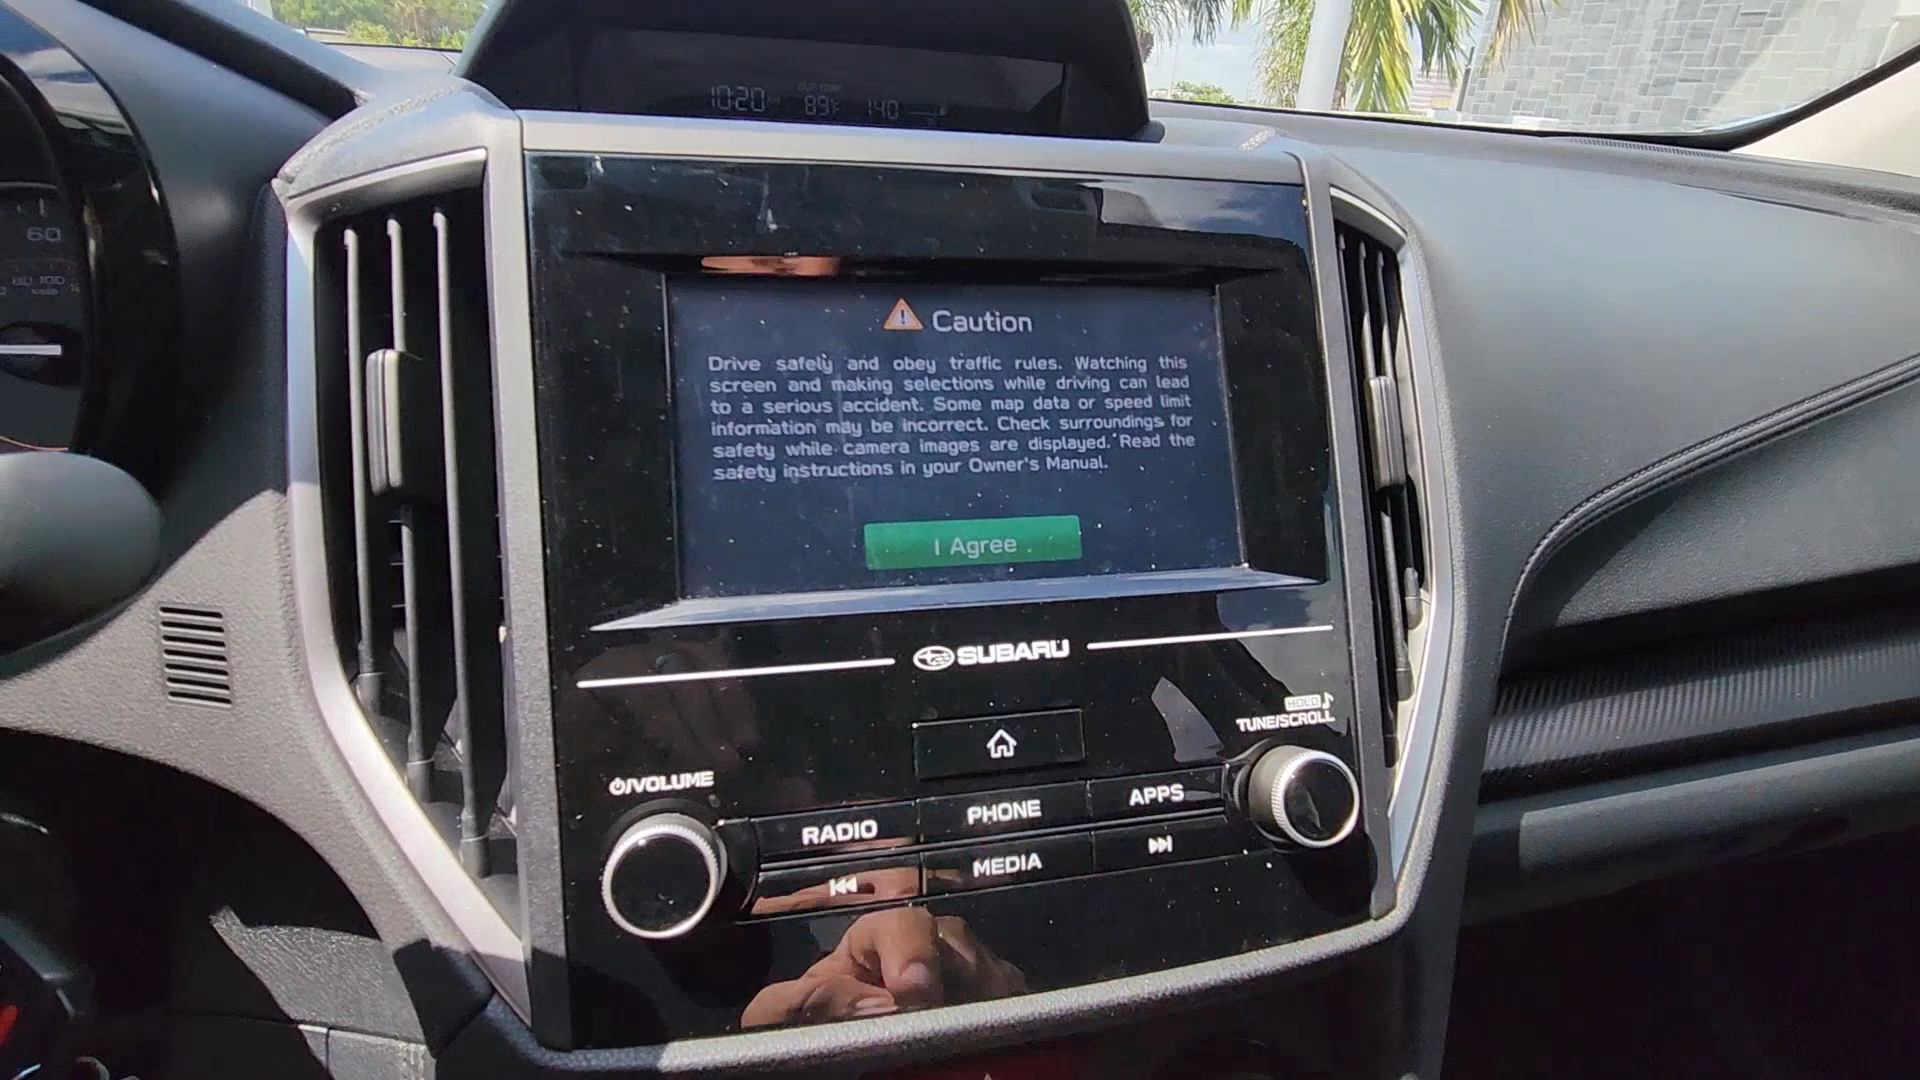 OUT TEMP
10:20 89°F 140
60
80 100
Caution
Drive safely and obey traffic rules. Watching this
screen and making selections while driving can lead
to a serious accident. Some map data or speed limit
information may be incorrect. Check surroundings for
safety while camera images are displayed. Read the
safety instructions in your Owner's Manual.
I Agree
SUBARU
HOLD
TUNE/SCROLL
/VOLUME
RADIO PHONE APPS
MEDIA